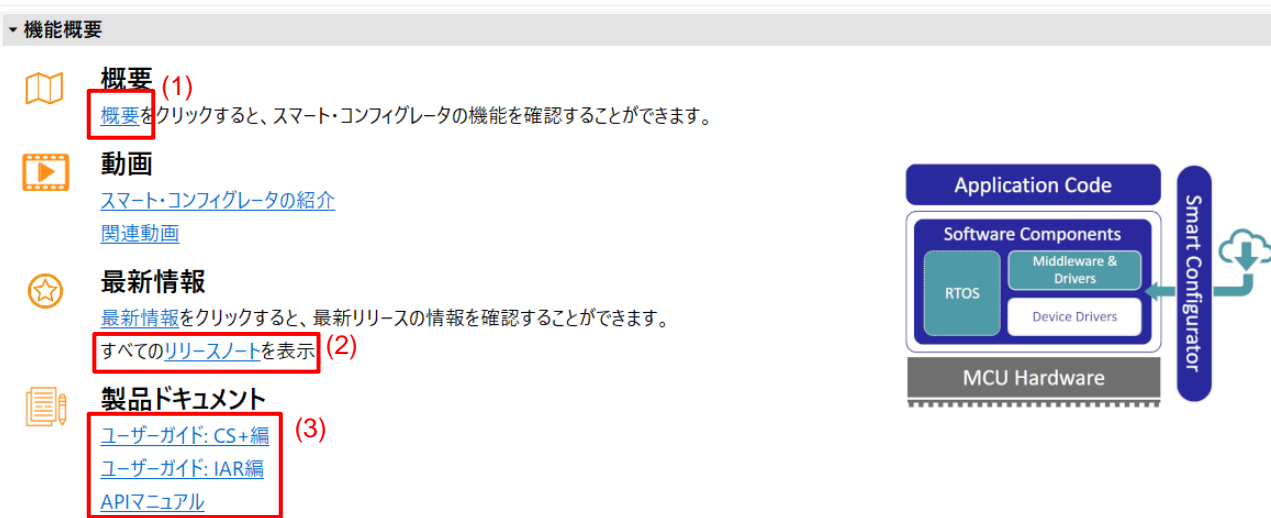 機能概要
概要 (1)
概要をクリックすると、スマート・コンフィグレータの機能を確認することができます。
動画
スマート・コンフィグレータの紹介
関連動画
最新情報
最新情報をクリックすると、最新リリースの情報を確認することができます。
すべてのリリースノートを表示 (2)
製品ドキュメント
ユーザーガイド: CS+編 (3)
ユーザーガイド: IAR編
APIマニュアル
Application Code
Software Components
RTOS
Middleware &
Drivers
Device Drivers
MCU Hardware
Smart Configurator